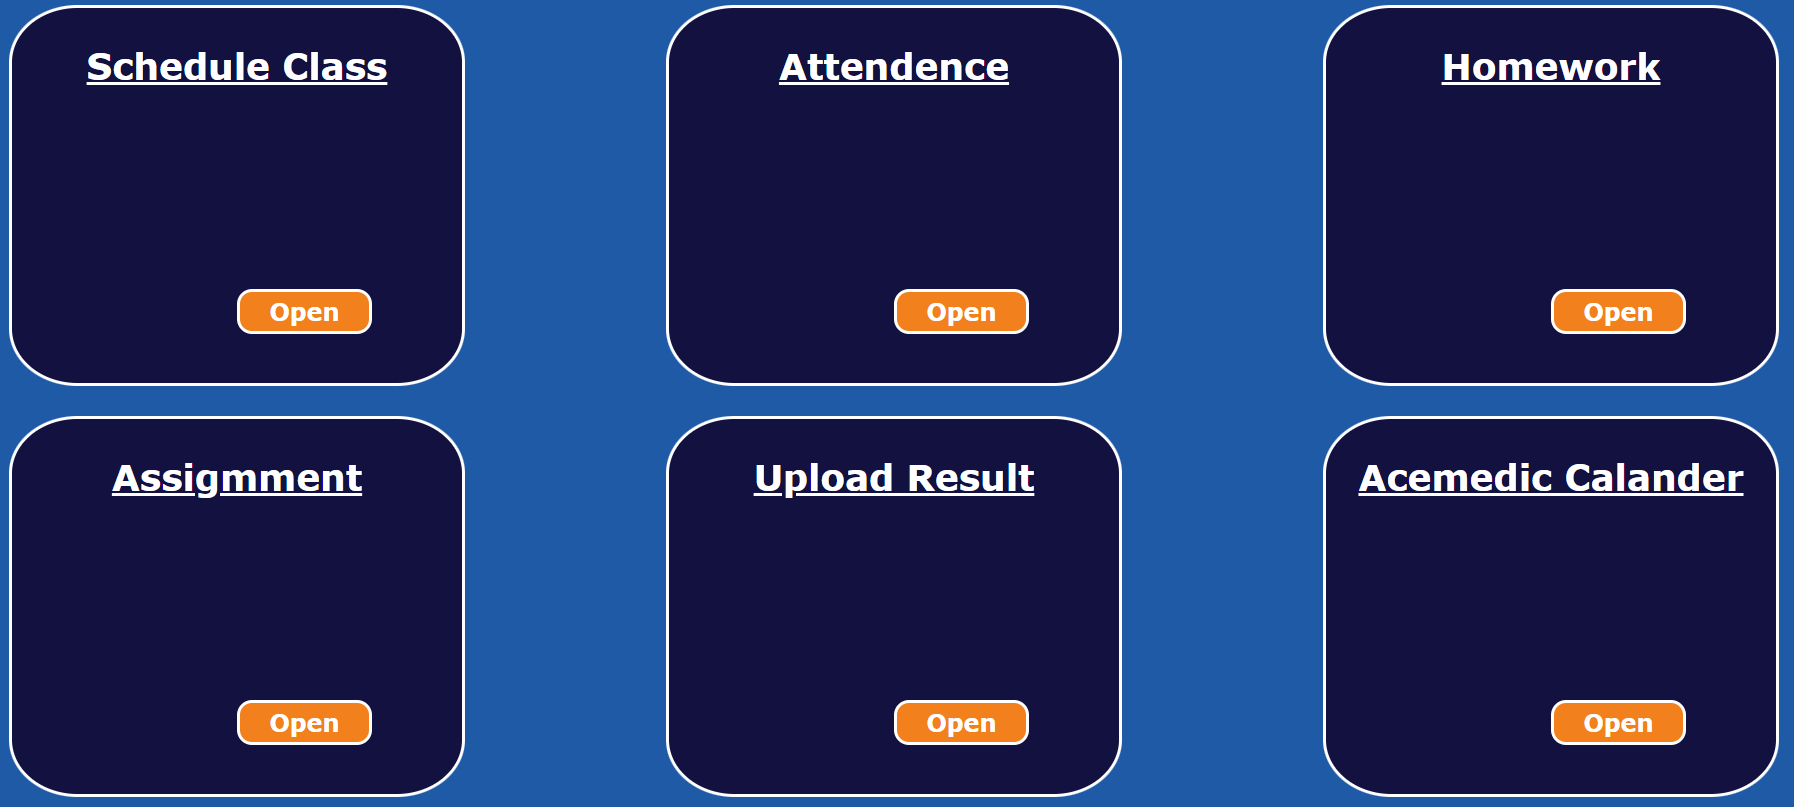 Schedule Class
Attendence
Homework
Open
Open
Open
Assigmment
Upload Result
Acemedic Calander
Open
Open
Open